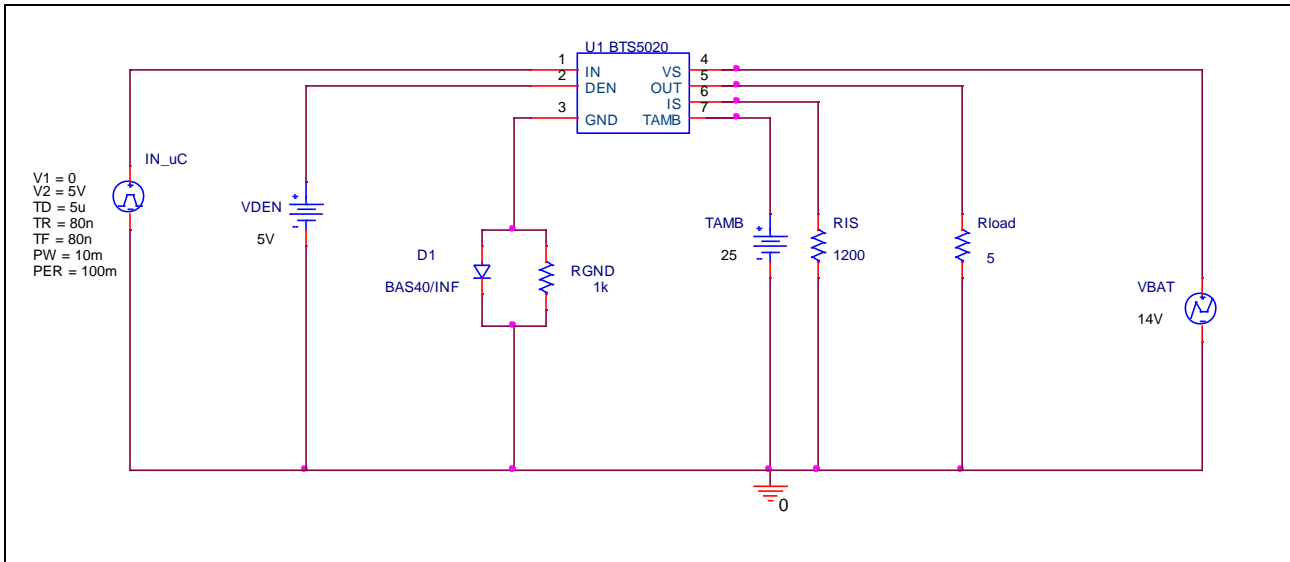 U1 BTS5020
1
IN
2
DEN
3
GND
VS
4
OUT
5
IS
6
TAMB
7
IN_uC
V1 = 0
V2 = 5V
TD = 5u
TR = 80n
TF = 80n
PW = 10m
PER = 100m
VDEN
5V
D1
BAS40/INF
RGND
1k
TAMB
25
RIS
1200
Rload
5
VBAT
14V
0